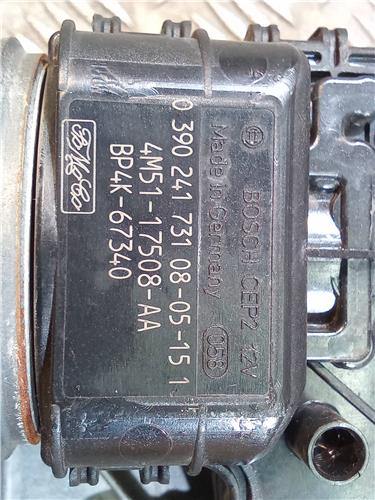 BOSCH CEP2 12V
Made in Germany 058
0 390 241 731 08-05-15 1
4M51-17508-AA
BP4K-67340